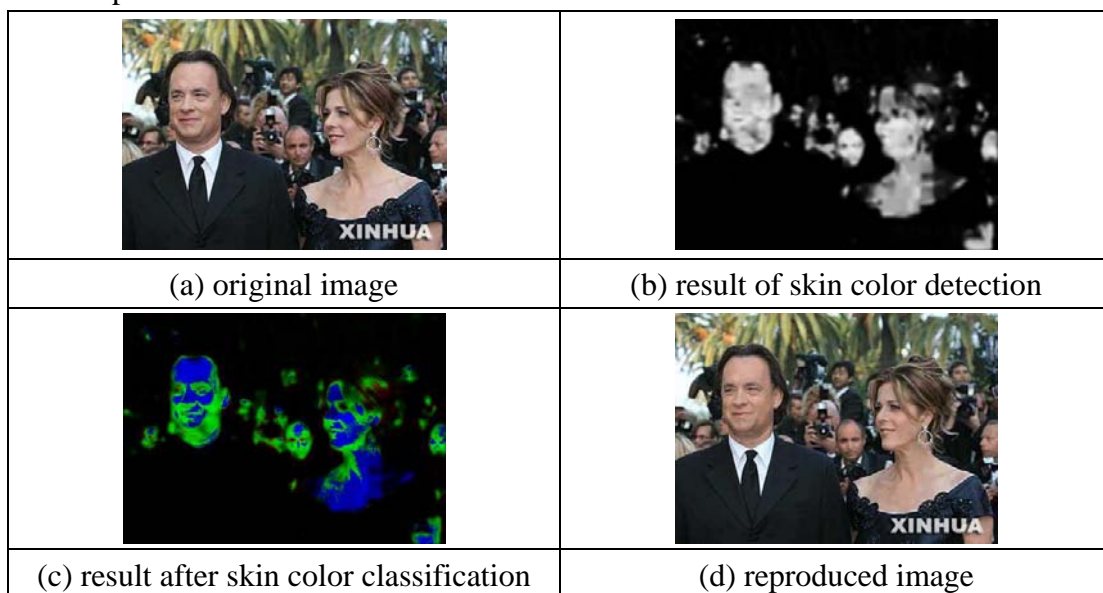 XINHUA
(a) original image
(b) result of skin color detection
XINHUA
(c) result after skin color classification
(d) reproduced image